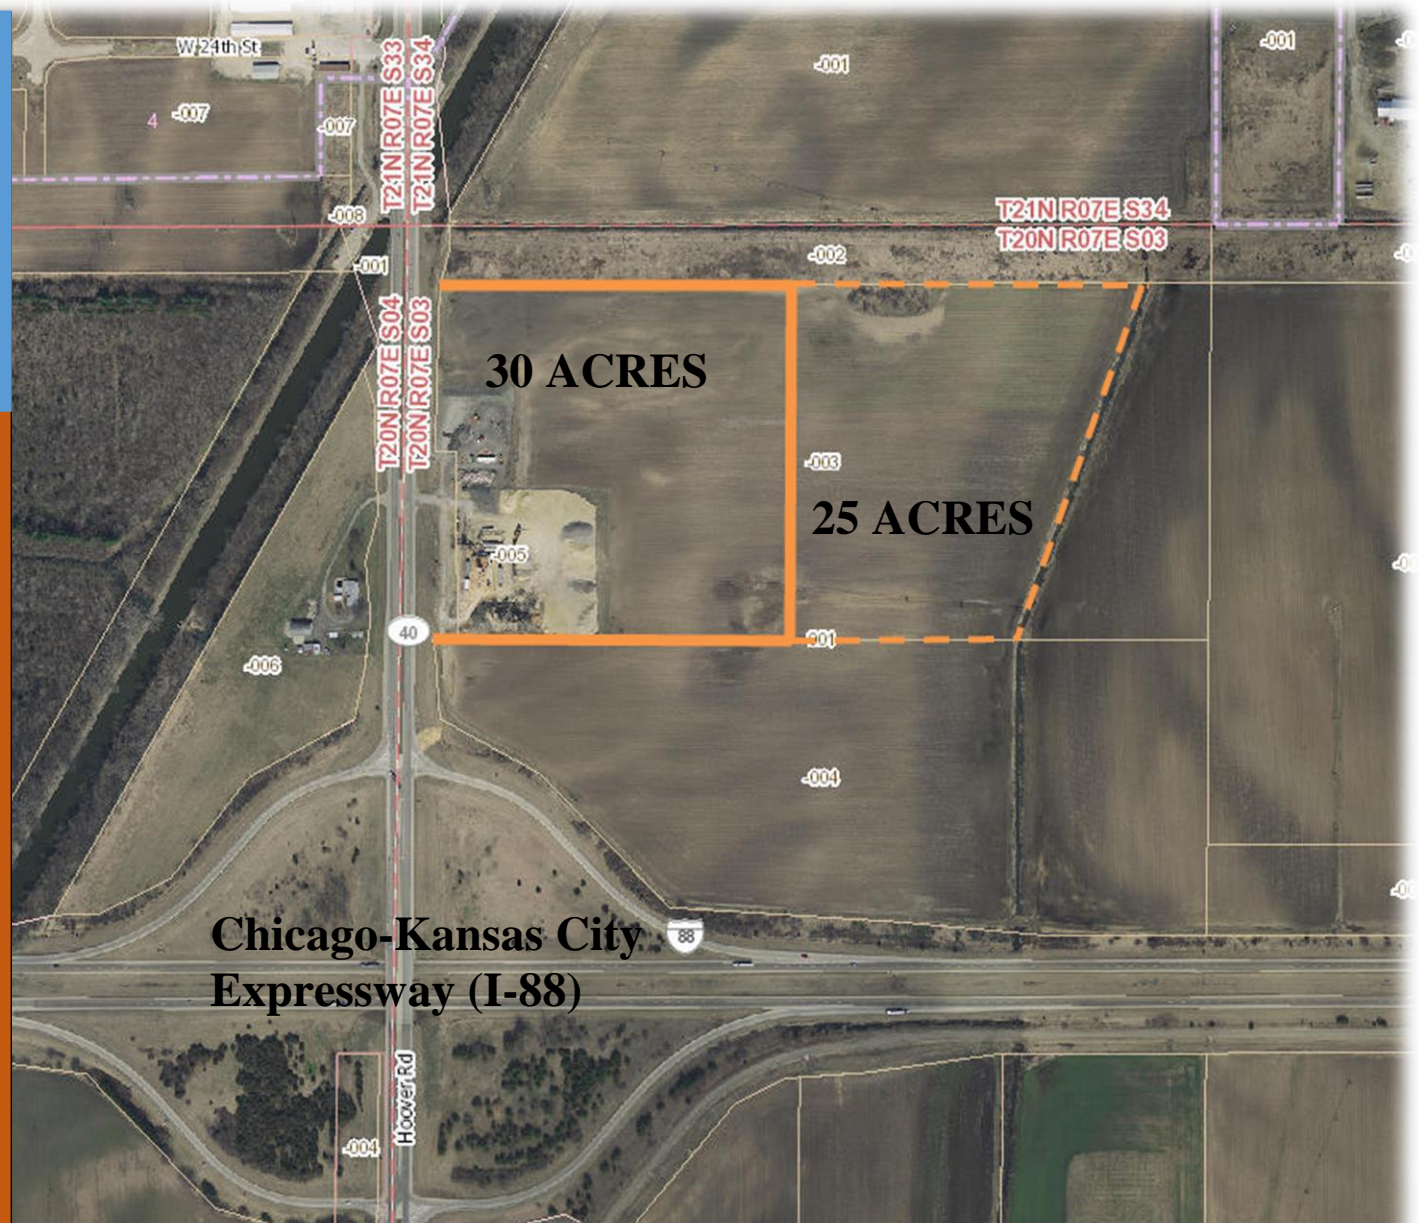 W 24th St
-001
-001
-007
4
-007
T21N R07E S33
T21N R07E S34
-008
T21N R07E S34
T20N R07E S03
-002
-001
T20N R07E S04
T20N R07E S03
30 ACRES
-003
25 ACRES
-005
40
-001
-006
-004
Chicago-Kansas City
88
Expressway (I-88)
Hoover Rd
-004